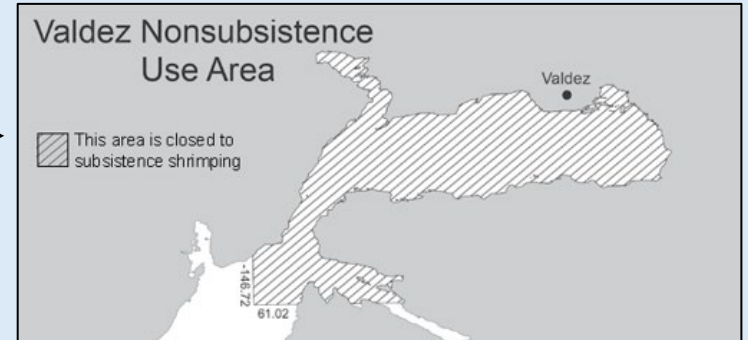 Valdez Nonsubsistence
Use Area
Valdez
This area is closed to
subsistence shrimping
-146.72
61.02